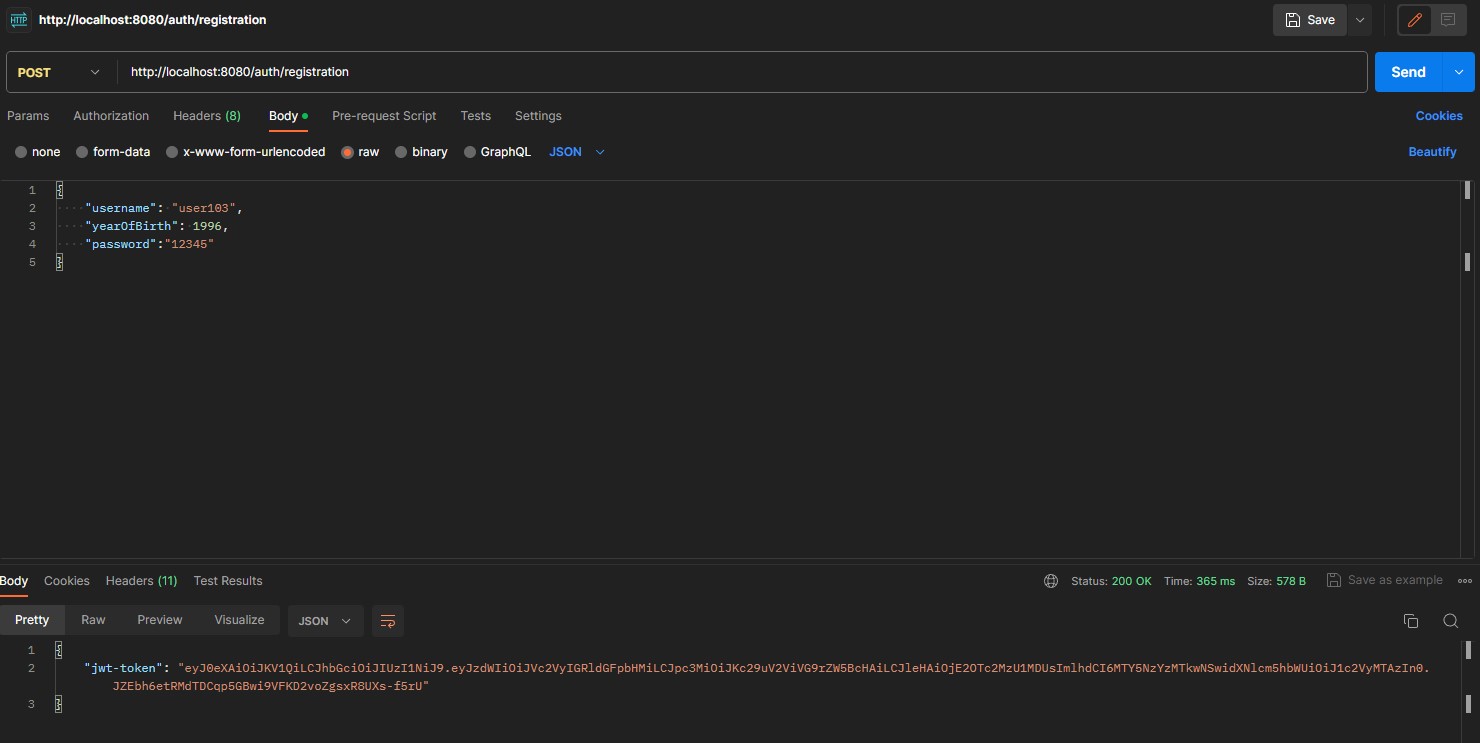 HTTP http://localhost:8080/auth/registration Save
POST http://localhost:8080/auth/registration Send
Params Authorization Headers (8) Body Pre-request Script Tests Settings Cookies
none form-data x-www-form-urlencoded raw binary GraphQL JSON Beautify
1 {
2 "username": "user103",
3 "yearOfBirth": 1996,
4 "password":"12345"
5 }
Body Cookies Headers (11) Test Results Status: 200 OK Time: 365 ms Size: 578 B Save as example
Pretty Raw Preview Visualize JSON
1 {
2 "jwt-token": "eyJ0eXAiOiJKV1QiLCJhbGciOiJIUzI1NiJ9.eyJzdWIiOiJVc2VyIGRldGFpbHMiLCJpc3MiOiJKc29uV2ViVG9rZW5BcHAiLCJleHAiOjE2OTc2MzU1MDUsImlhdCI6MTY5NzYzMTkwNSwidXNlcm5hbWUiOiJ1c2VyMTAzIn0.
JZEbh6etRMdTDCqp5GBwi9VFKD2voZgsxR8UXs-f5rU"
3 }